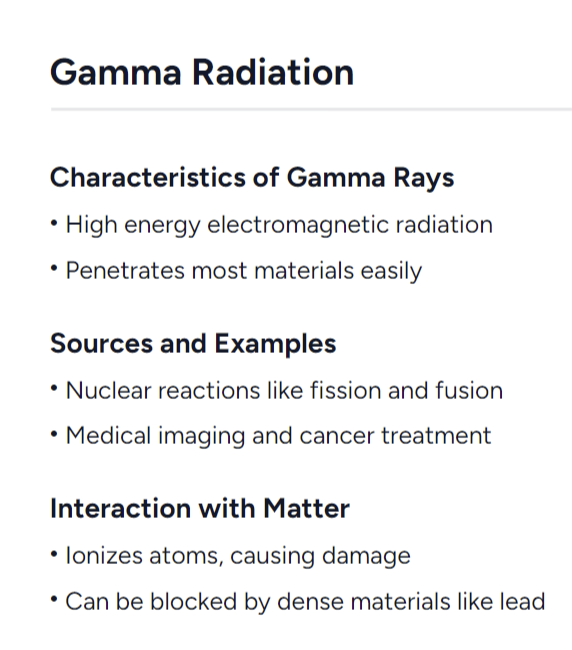 Gamma Radiation
Characteristics of Gamma Rays
• High energy electromagnetic radiation
• Penetrates most materials easily
Sources and Examples
• Nuclear reactions like fission and fusion
• Medical imaging and cancer treatment
Interaction with Matter
• Ionizes atoms, causing damage
• Can be blocked by dense materials like lead